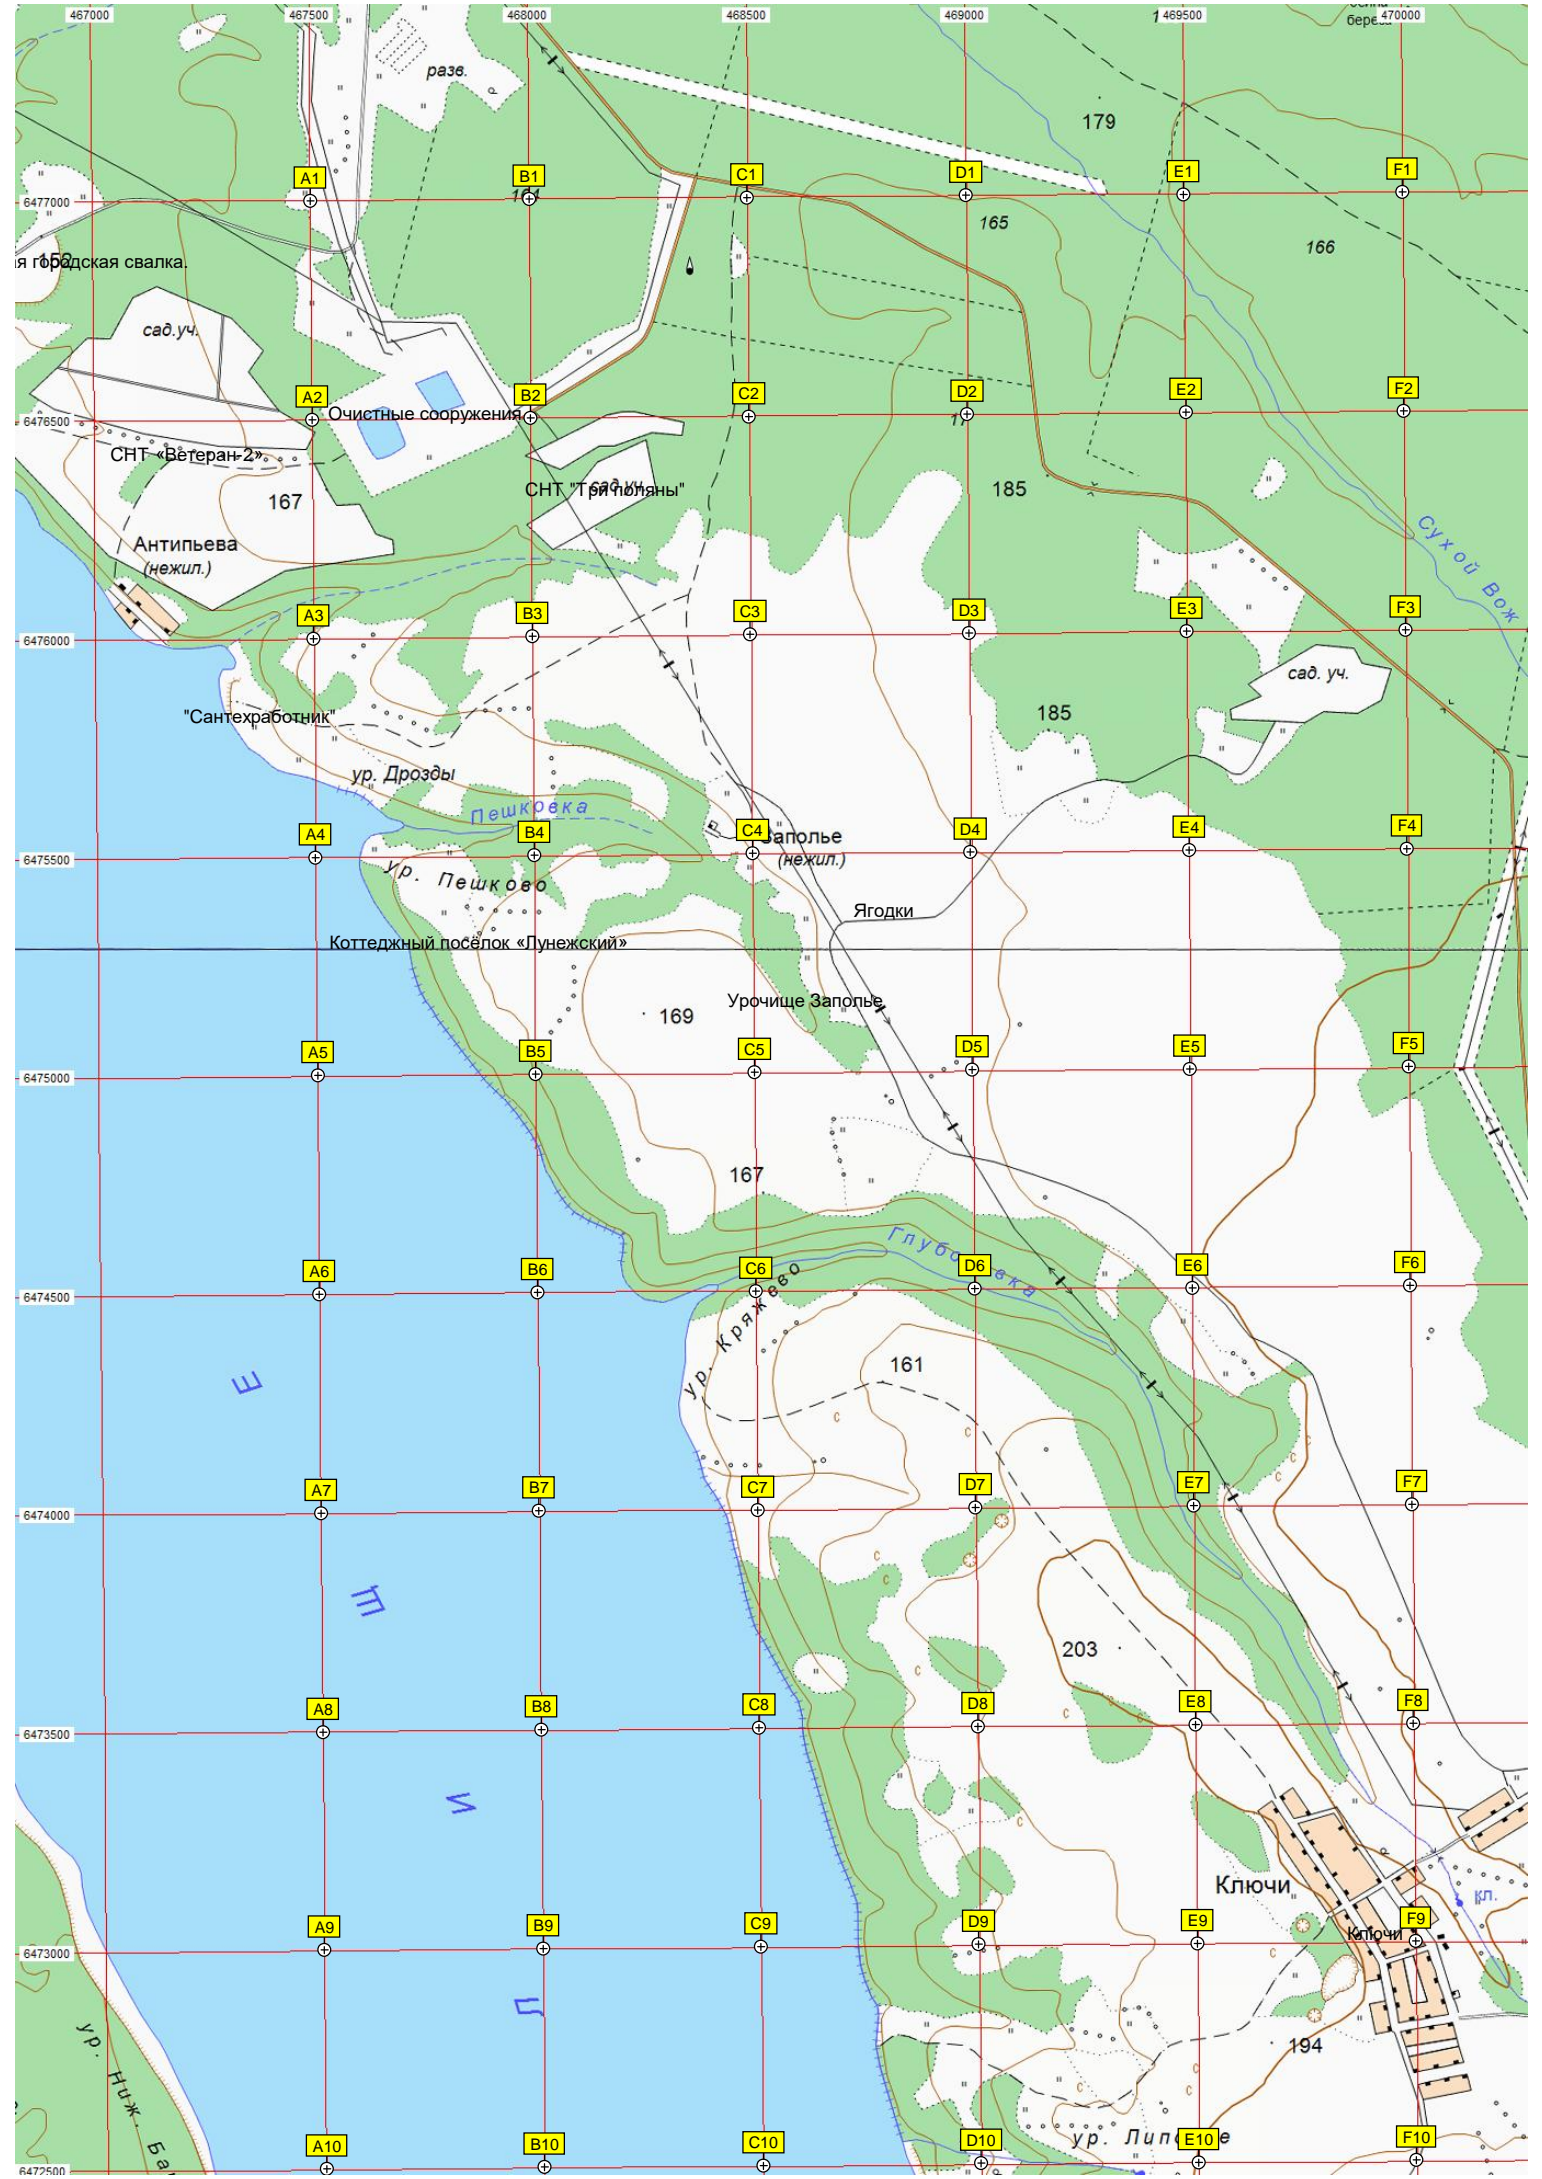 467000 467500 468000 468500 469000 469500 470000
разв.
179
A1 B1 C1 D1 E1 F1
6477000
165
166
я городская свалка.
сад.уч.
A2 B2 C2 D2 E2 F2
6476500
Очистные сооружения
СНТ «Ветеран-2»
167
СНТ "Три поляны"
185
Антипьева
(нежил.)
Сухой Вож
A3 B3 C3 D3 E3 F3
6476000
сад. уч.
"Сантехработник"
185
ур. Дрозды
Пешковка
A4 B4 C4 D4 E4 F4
6475500
Заполье
(нежил.)
ур. Пешково
Ягодки
Коттеджный посёлок «Лунежский»
Урочище Заполье
169
A5 B5 C5 D5 E5 F5
6475000
167
Глубоковка
A6 B6 C6 D6 E6 F6
6474500
ур. Кряжево
161
Е
С
С
A7 B7 C7 D7 E7 F7
6474000
Щ
203
A8 B8 C8 D8 E8 F8
6473500
И
Ключи
кл.
A9 B9 C9 D9 E9 F9
6473000
Ключи
Ц
194
ур. Ниж.
A10 B10 C10 D10 E10 F10
6472500